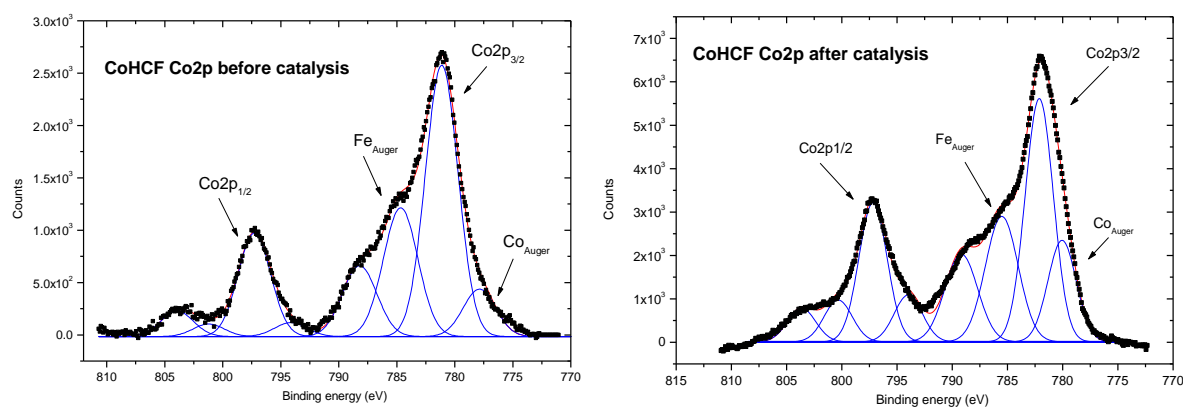 CoHCF Co2p before catalysis
Co2p3/2
FeAuger
Co2p1/2
CoAuger
3.0x10³
2.5x10³
2.0x10³
1.5x10³
1.0x10³
5.0x10²
0.0
Counts
810 805 800 795 790 785 780 775 770
Binding energy (eV)
CoHCF Co2p after catalysis
Co2p3/2
FeAuger
Co2p1/2
CoAuger
7x10³
6x10³
5x10³
4x10³
3x10³
2x10³
1x10³
0
Counts
815 810 805 800 795 790 785 780 775 770
Binding energy (eV)